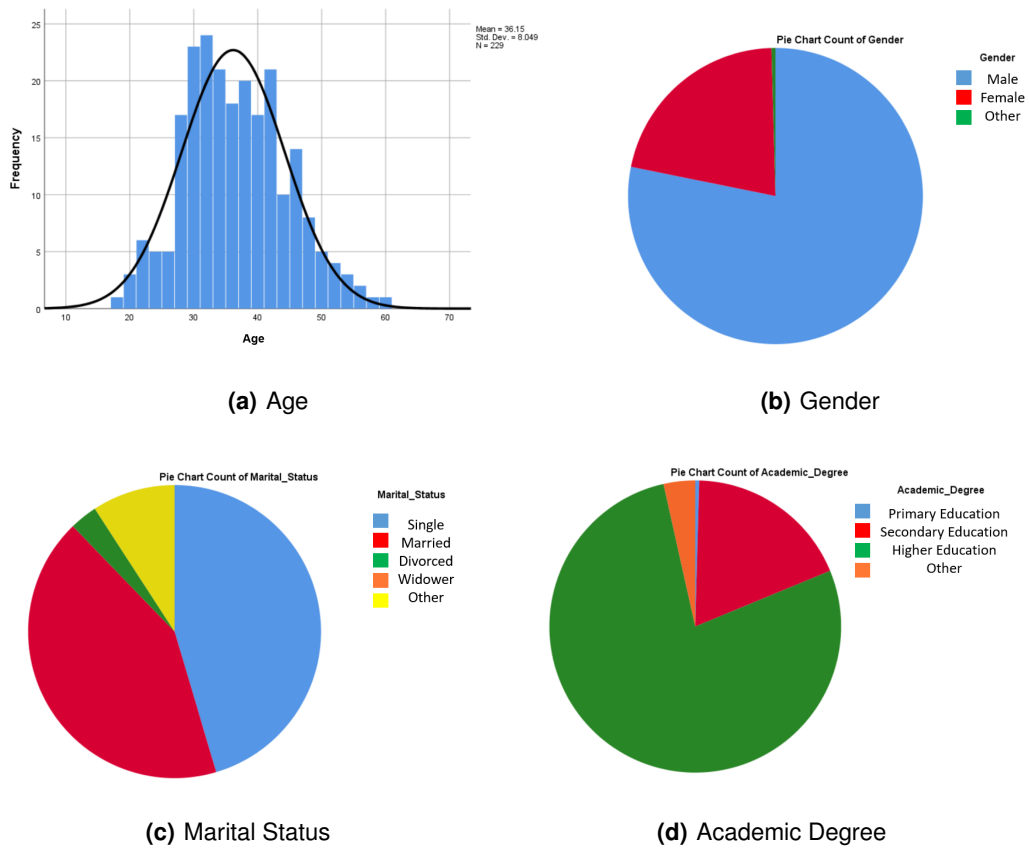 Mean = 36.15
Std. Dev. = 8.049
N = 229
25
20
15
10
5
0
Frequency
10
20
30
40
50
60
70
Age
(a) Age
Pie Chart Count of Gender
Gender
Male
Female
Other
(b) Gender
Pie Chart Count of Marital_Status
Marital_Status
Single
Married
Divorced
Widower
Other
(c) Marital Status
Pie Chart Count of Academic_Degree
Academic_Degree
Primary Education
Secondary Education
Higher Education
Other
(d) Academic Degree